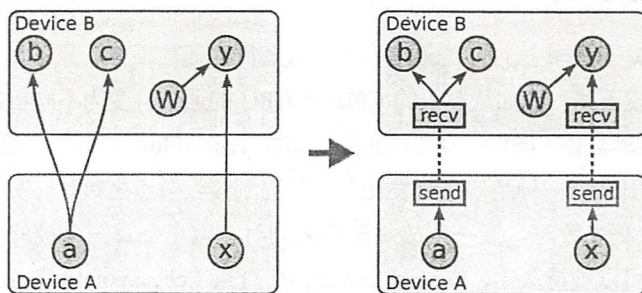 Device B
b c y
W
a x
Device A
Device B
b c y
W
recv recv
send send
a x
Device A